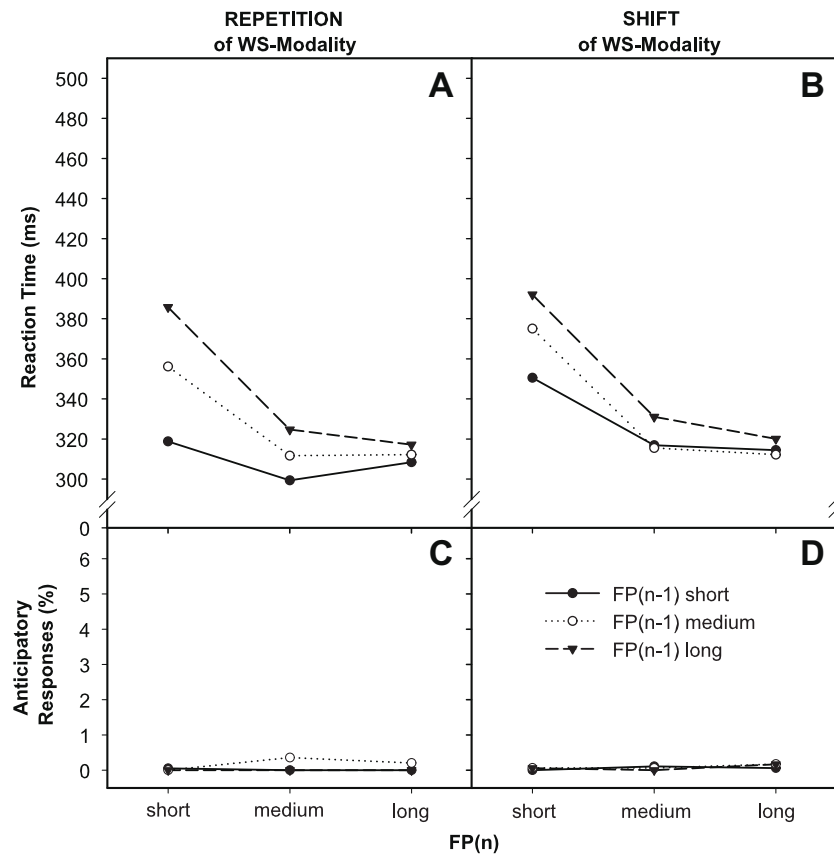 REPETITION
of WS-Modality
SHIFT
of WS-Modality
A
B
500
480
460
440
420
400
380
360
340
320
300
0
Reaction Time (ms)
C
D
6
5
4
3
2
1
0
Anticipatory
Responses (%)
FP(n-1) short
FP(n-1) medium
FP(n-1) long
short medium long short medium long
FP(n)